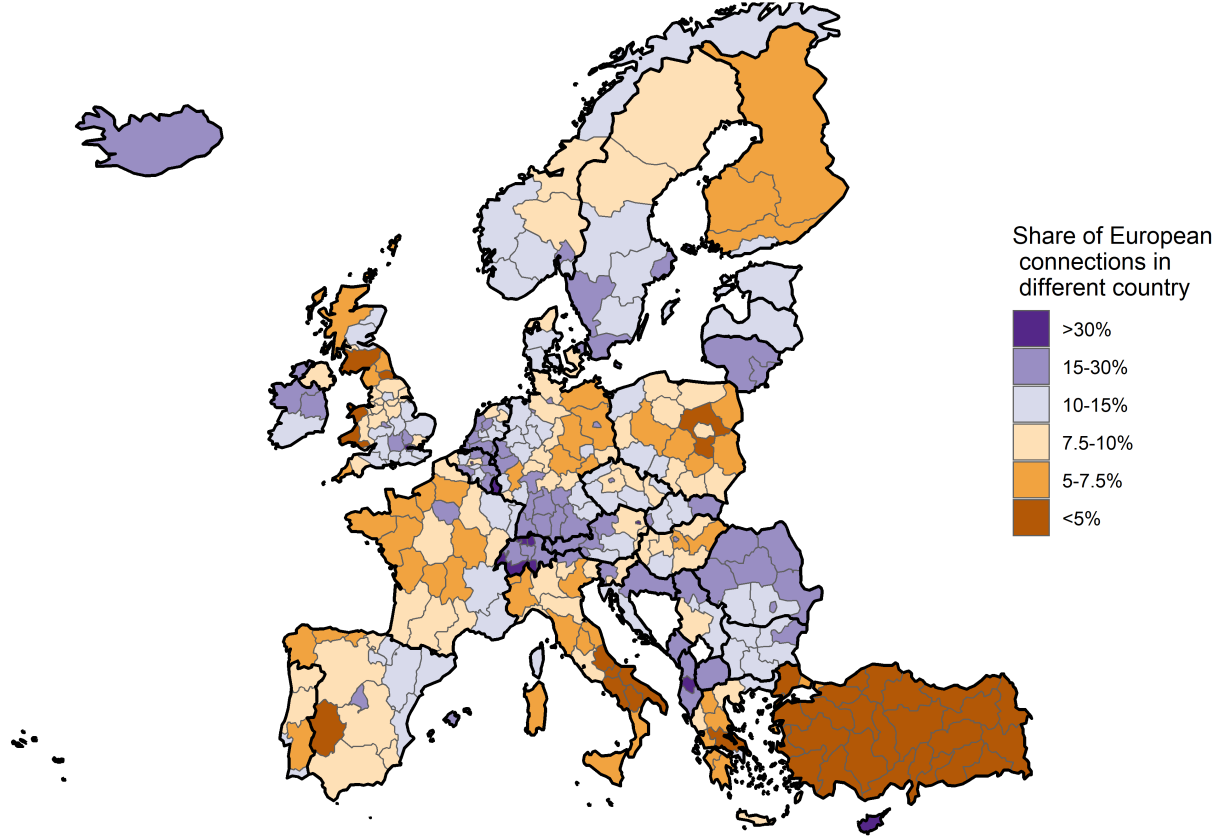 Share of European
connections in
different country
>30%
15-30%
10-15%
7.5-10%
5-7.5%
<5%